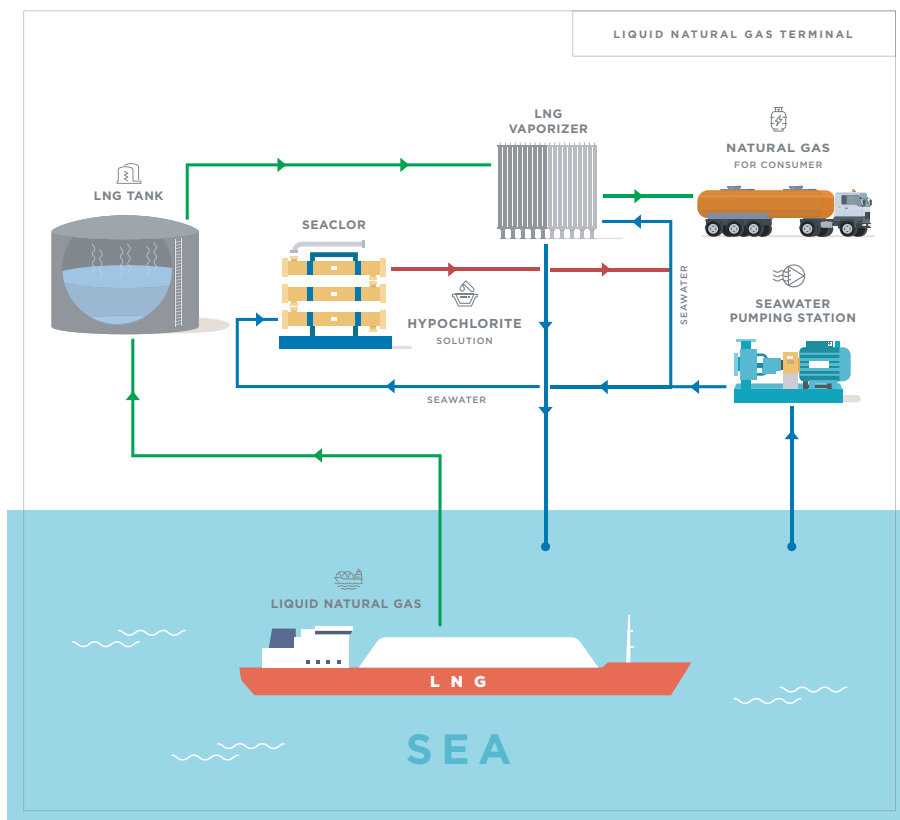 LIQUID NATURAL GAS TERMINAL
LNG
VAPORIZER
NATURAL GAS
FOR CONSUMER
LNG TANK
SEACLOR
SEAWATER
HYPOCHLORITE
SOLUTION
SEAWATER
PUMPING STATION
SEAWATER
LIQUID NATURAL GAS
LNG
SEA